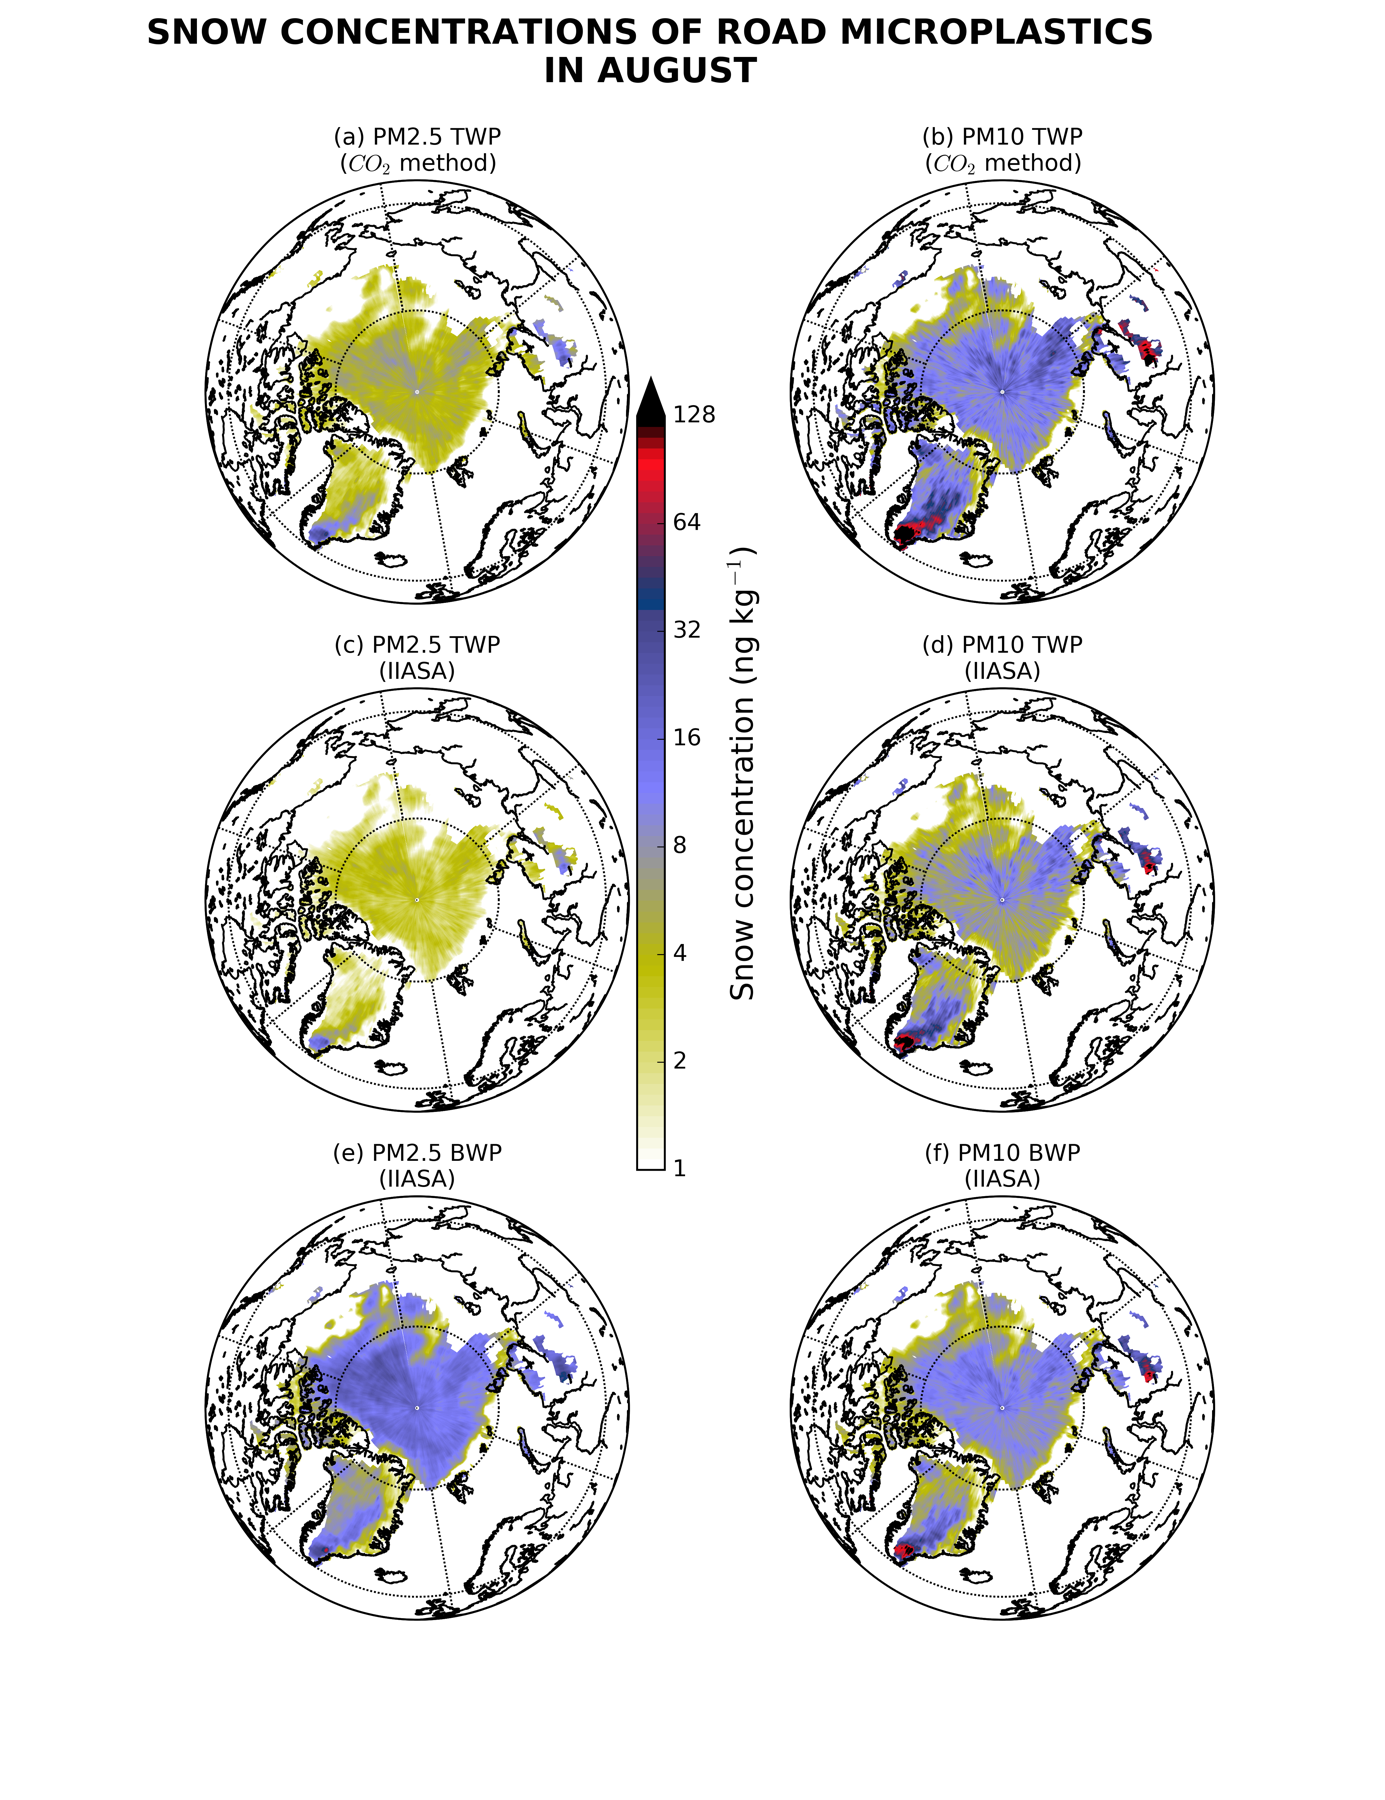 SNOW CONCENTRATIONS OF ROAD MICROPLASTICS
IN AUGUST
(a) PM2.5 TWP
(CO₂ method)
(b) PM10 TWP
(CO₂ method)
128
64
32
16
8
4
2
1
Snow concentration (ng kg⁻¹)
(c) PM2.5 TWP
(IIASA)
(d) PM10 TWP
(IIASA)
(e) PM2.5 BWP
(IIASA)
(f) PM10 BWP
(IIASA)